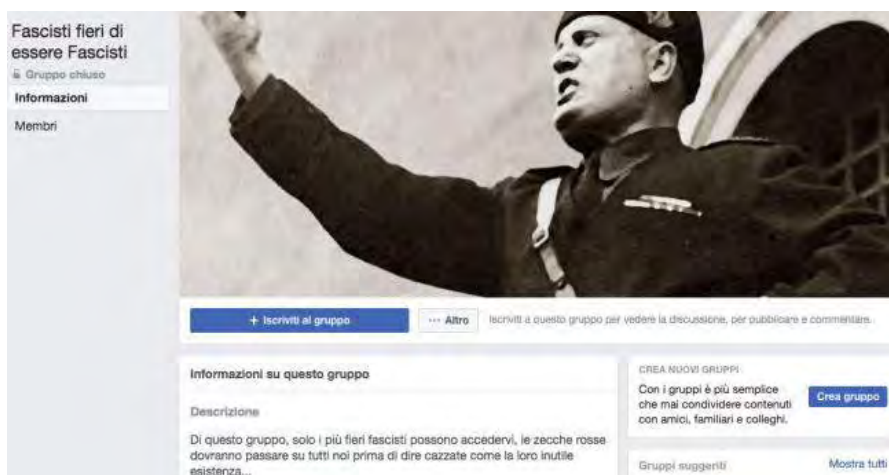 Fascisti fieri di
essere Fascisti
Gruppo chiuso
Informazioni
Membri
+ Iscriviti al gruppo
··· Altro
Iscriviti a questo gruppo per vedere la discussione, per pubblicare e commentare.
Informazioni su questo gruppo
Descrizione
Di questo gruppo, solo i più fieri fascisti possono accedervi, le zecche rosse
dovranno passare su tutti noi prima di dire cazzate come la loro inutile
esistenza...
CREA NUOVI GRUPPI
Con i gruppi è più semplice
che mai condividere contenuti
con amici, familiari e colleghi.
Crea gruppo
Gruppi suggeriti
Mostra tutti